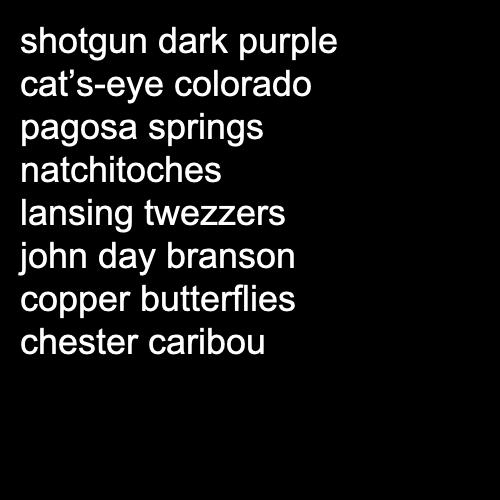 shotgun dark purple
cat’s-eye colorado
pagosa springs
natchitoches
lansing twezzers
john day branson
copper butterflies
chester caribou